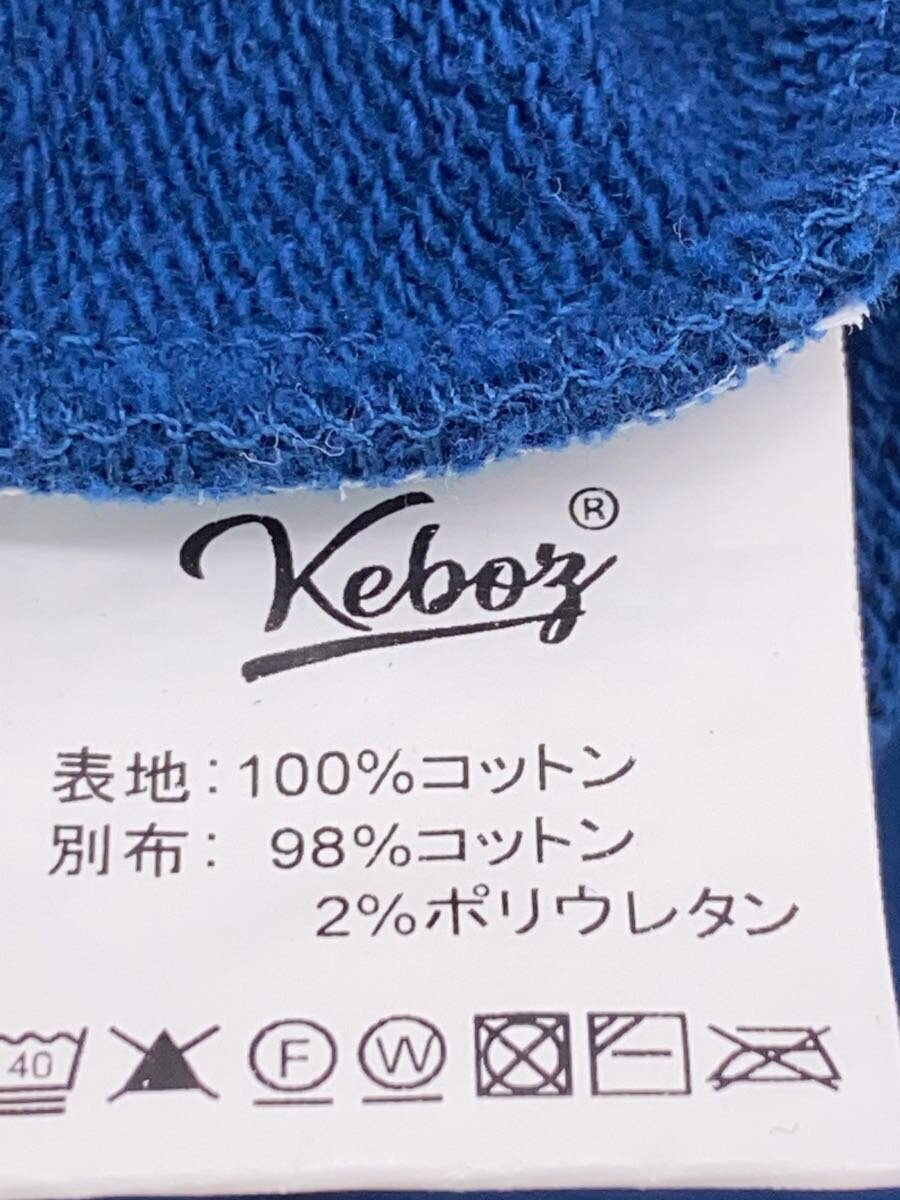 Keboz®
表地:100%コットン
別布: 98%コットン
2%ポリウレタン
40 F W